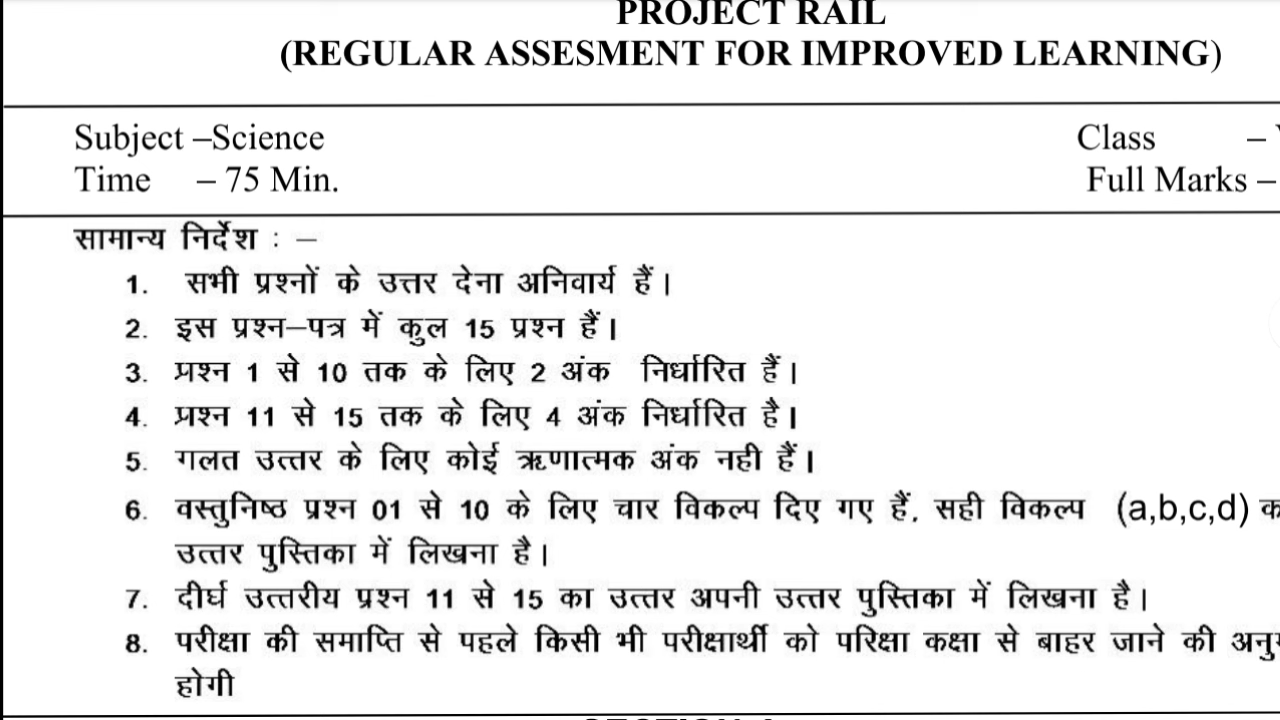 PROJECT RAIL
(REGULAR ASSESMENT FOR IMPROVED LEARNING)
Subject –Science Class –
Time – 75 Min. Full Marks –
सामान्य निर्देश : –
1. सभी प्रश्नों के उत्तर देना अनिवार्य हैं।
2. इस प्रश्न–पत्र में कुल 15 प्रश्न हैं।
3. प्रश्न 1 से 10 तक के लिए 2 अंक निर्धारित हैं।
4. प्रश्न 11 से 15 तक के लिए 4 अंक निर्धारित है।
5. गलत उत्तर के लिए कोई ऋणात्मक अंक नही हैं।
6. वस्तुनिष्ठ प्रश्न 01 से 10 के लिए चार विकल्प दिए गए हैं, सही विकल्प (a,b,c,d)
उत्तर पुस्तिका में लिखना है।
7. दीर्घ उत्तरीय प्रश्न 11 से 15 का उत्तर अपनी उत्तर पुस्तिका में लिखना है।
8. परीक्षा की समाप्ति से पहले किसी भी परीक्षार्थी को परिक्षा कक्षा से बाहर जाने की
होगी